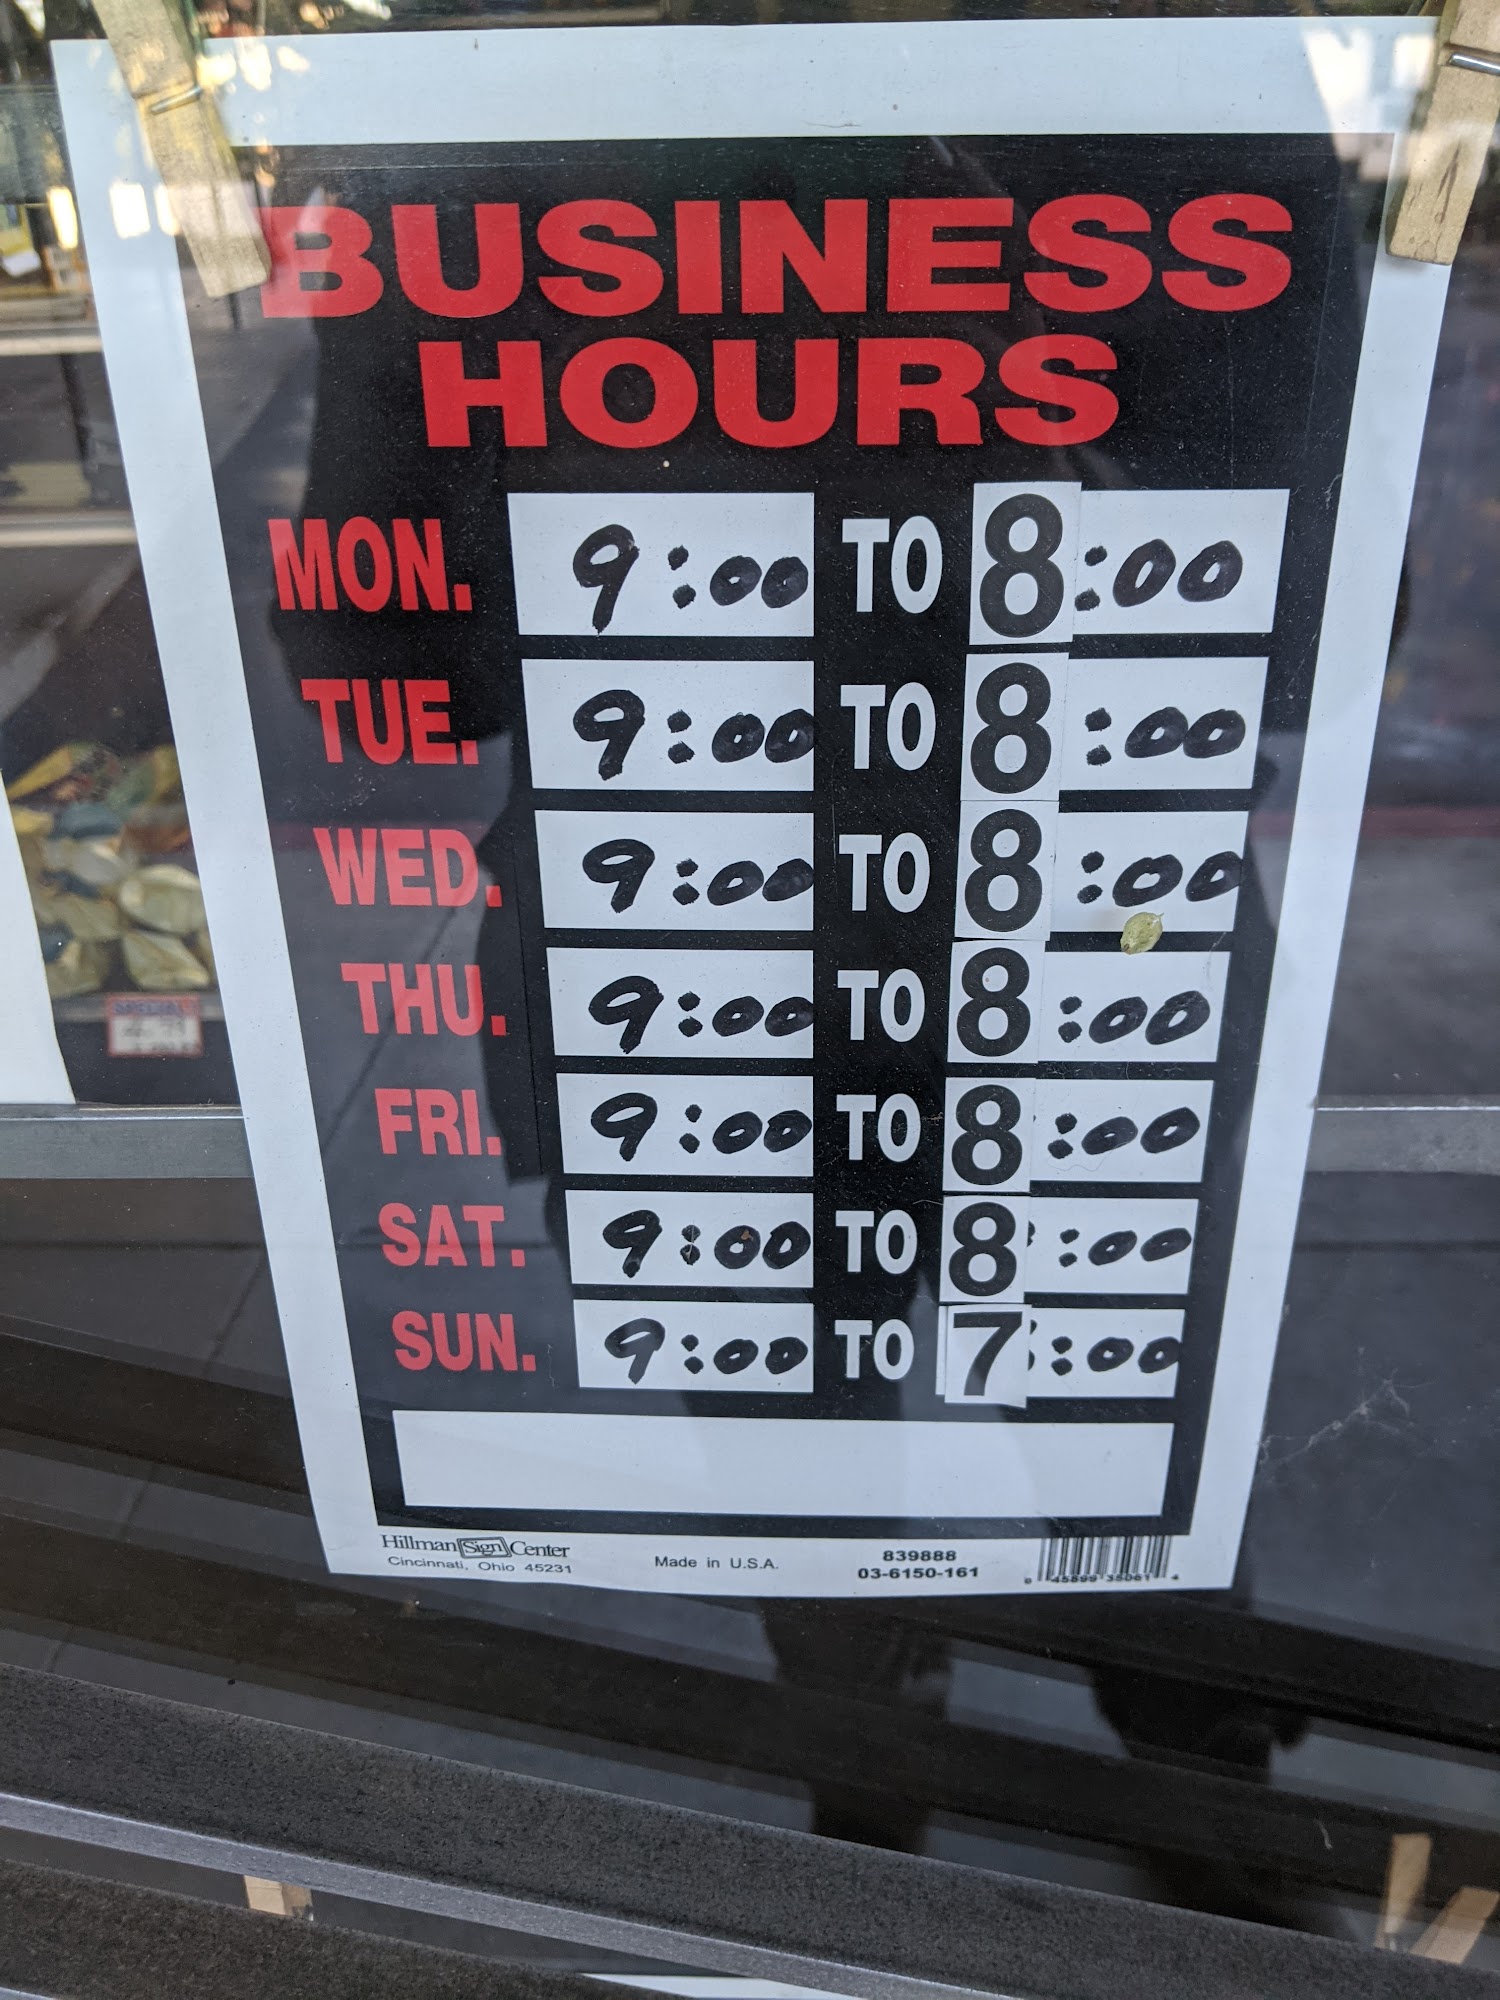 BUSINESS
HOURS
MON. 9:00 TO 8:00
TUE. 9:00 TO 8:00
WED. 9:00 TO 8:00
THU. 9:00 TO 8:00
FRI. 9:00 TO 8:00
SAT. 9:00 TO 8:00
SUN. 9:00 TO 7:00
Hillman Sign Center
Cincinnati, Ohio 45231
Made in U.S.A.
839888
03-6150-161
SPECIAL